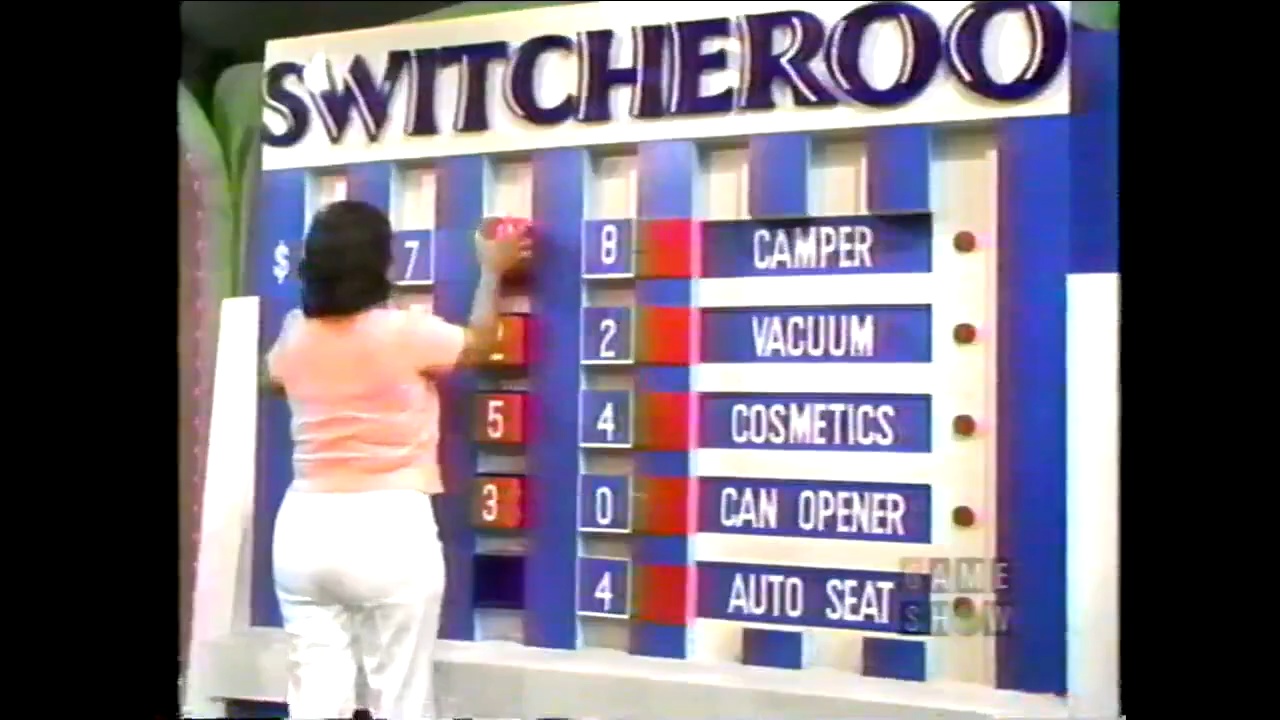 SWITCHEROO
$ 7 8 CAMPER
2 VACUUM
5 4 COSMETICS
3 0 CAN OPENER
4 AUTO SEAT
GAME
SHOW